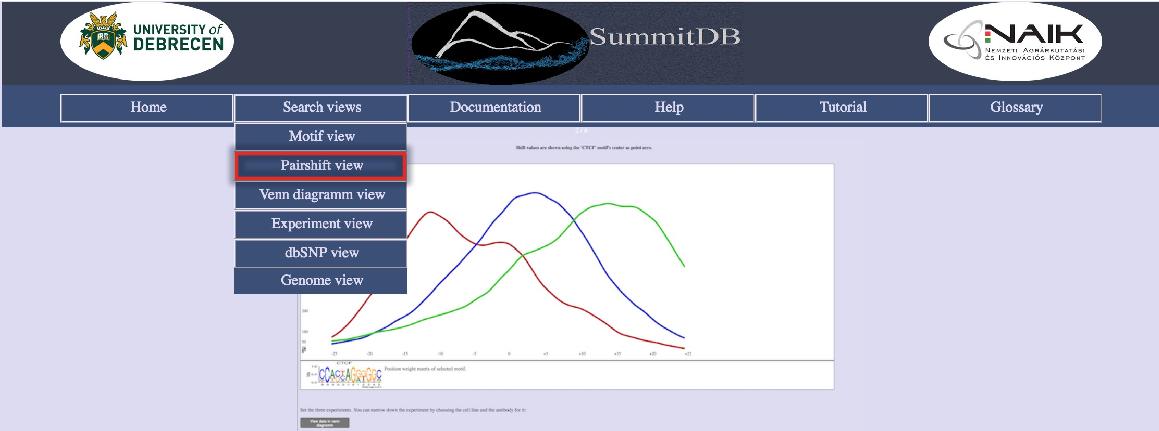 UNIVERSITY of
DEBRECEN
SummitDB
NAIK
NEMZETI AGRÁRKUTATÁSI
ÉS INNOVÁCIÓS KÖZPONT
Home
Search views
Documentation
Help
Tutorial
Glossary
Motif view
Pairshift view
Venn diagramm view
Experiment view
dbSNP view
Genome view
Shift values are shown using the 'CTCF' motif's center as point zero.
-25 -20 -15 -10 -5 0 +5 +10 +15 +20 +25
CTCF
Position weight matrix of selected motif.
Set the three experiments. You can narrow down the experiment by choosing the cell line and the antibody for it:
View data in venn
diagramm